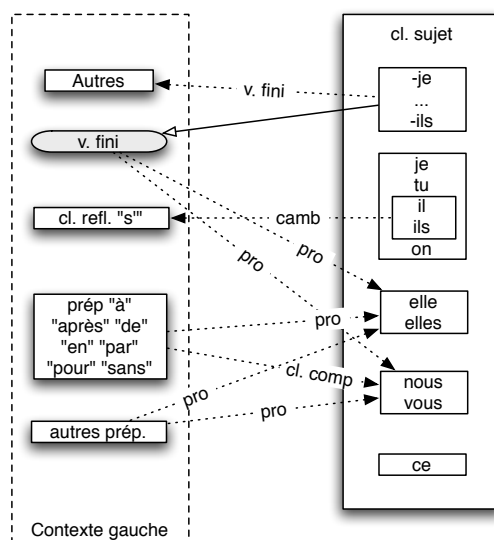 cl. sujet
Autres
v. fini
-je
...
-ils
v. fini
je
tu
cl. refl. "s'"
camb
il
ils
on
pro
pro
prép "à"
"après" "de"
"en" "par"
"pour" "sans"
elle
elles
pro
cl. comp
nous
vous
pro
pro
autres prép.
ce
Contexte gauche